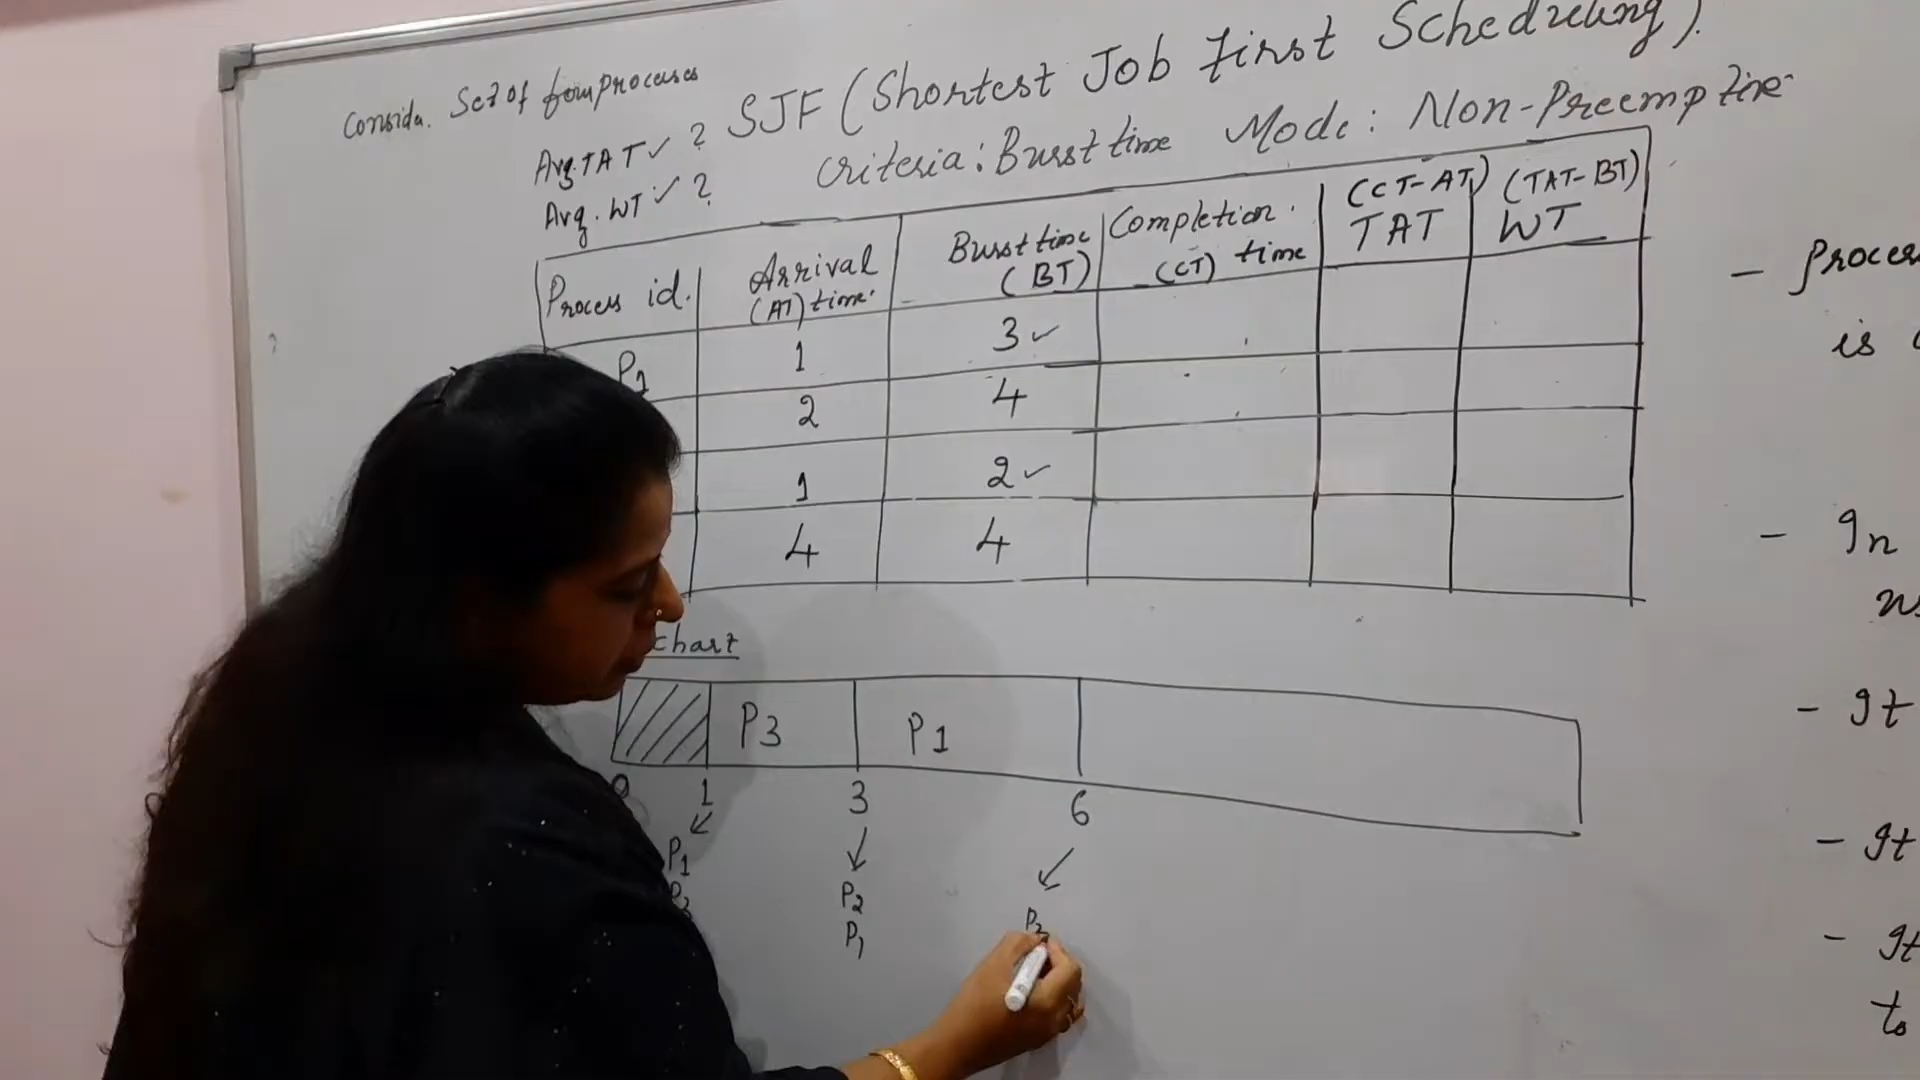 Consider. Set of four processes
SJF (Shortest Job First Scheduling).
Avg.TAT ✓ ?
Criteria: Burst time Mode: Non-Preemptive
Avg. WT ✓ ?
Process id.
Arrival
(AT) time.
Burst time
(BT)
Completion.
(CT) time
(CT-AT)
TAT
(TAT-BT)
WT
P1 1 3 ✓
2 4
1 2 ✓
4 4
chart
P3 P1
0 1 3 6
P1
P2
P1
- Process
is
- In
- It
- It
- It
to